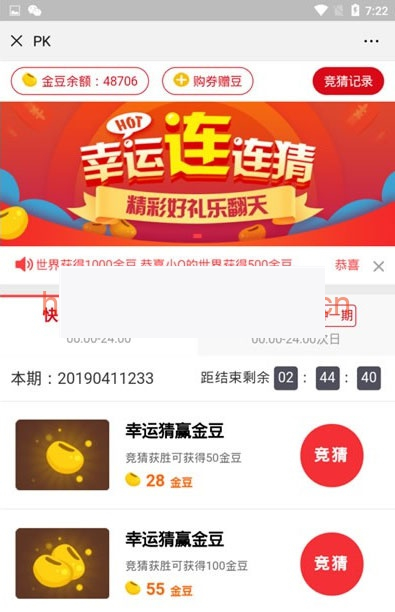 7:22
PK
金豆余额：48706
购券赠豆
竞猜记录
HOT
幸运连连猜
精彩好礼乐翻天
世界获得1000金豆 恭喜小Q的世界获得500金豆
恭喜
快
期
00:00-24:00
00:00-24:00次日
本期：20190411233
距结束剩余 02 : 44 : 40
幸运猜赢金豆
竞猜获胜可获得50金豆
28 金豆
竞猜
幸运猜赢金豆
竞猜获胜可获得100金豆
55 金豆
竞猜